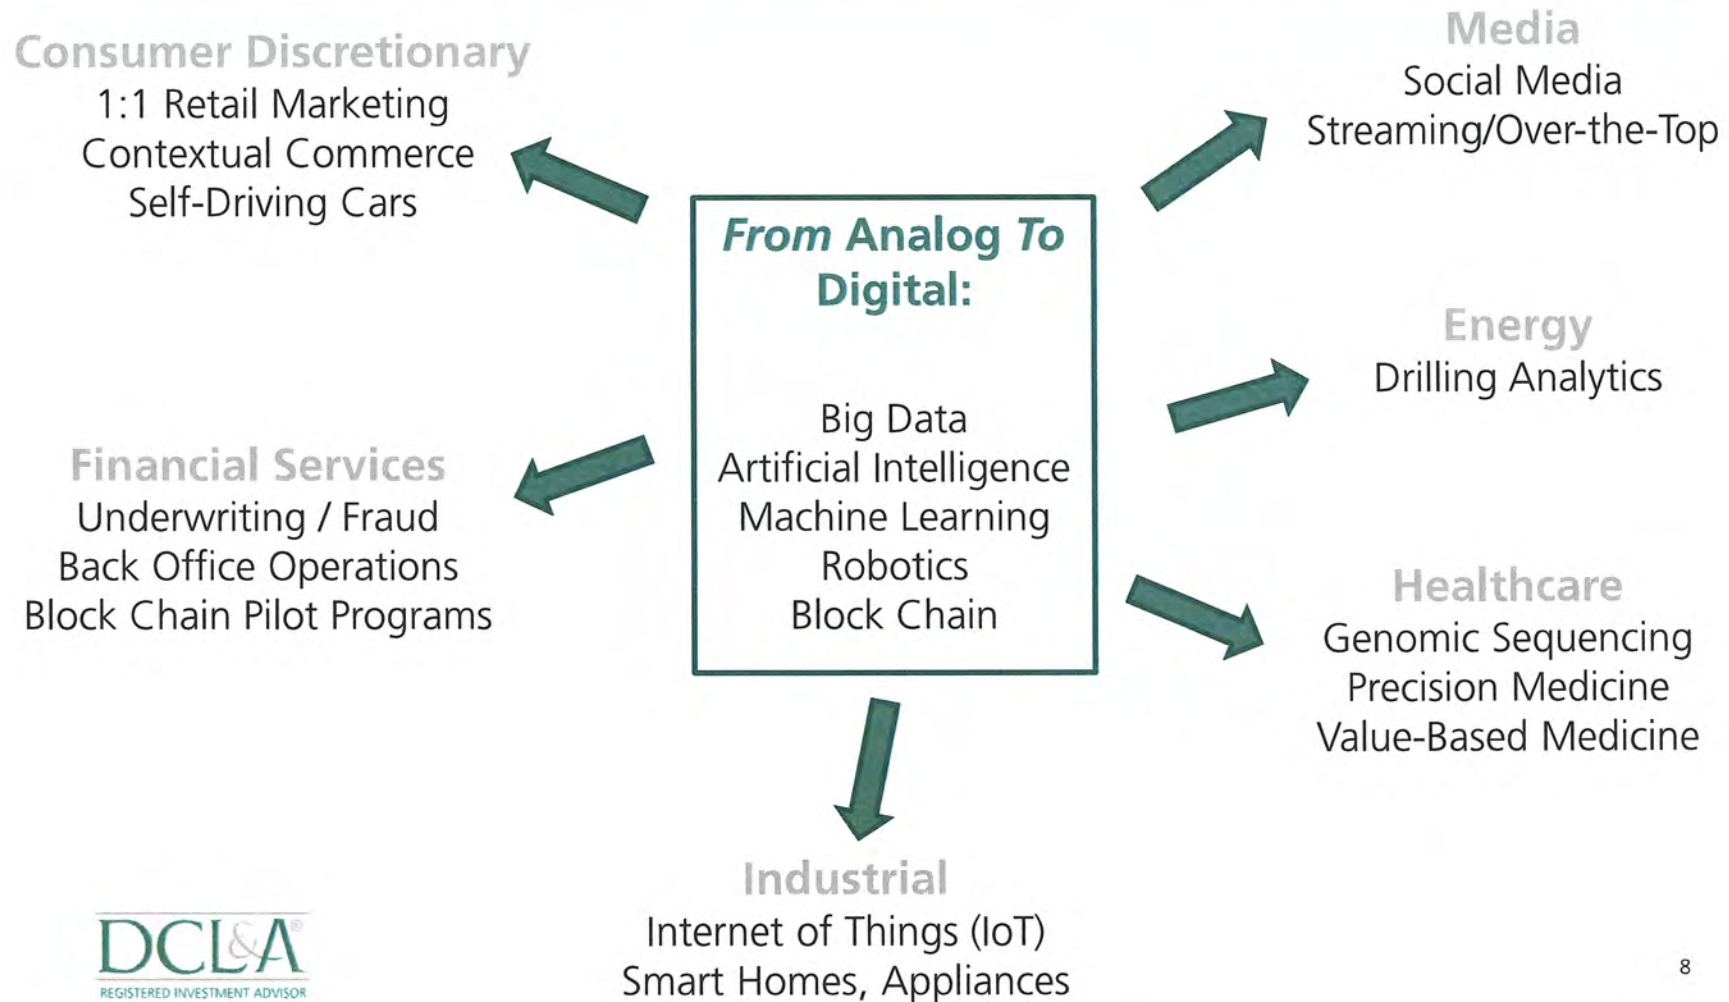 Consumer Discretionary
1:1 Retail Marketing
Contextual Commerce
Self-Driving Cars
Media
Social Media
Streaming/Over-the-Top
From Analog To
Digital:
Big Data
Artificial Intelligence
Machine Learning
Robotics
Block Chain
Energy
Drilling Analytics
Financial Services
Underwriting / Fraud
Back Office Operations
Block Chain Pilot Programs
Healthcare
Genomic Sequencing
Precision Medicine
Value-Based Medicine
Industrial
Internet of Things (IoT)
Smart Homes, Appliances
DCL&A®
REGISTERED INVESTMENT ADVISOR
8